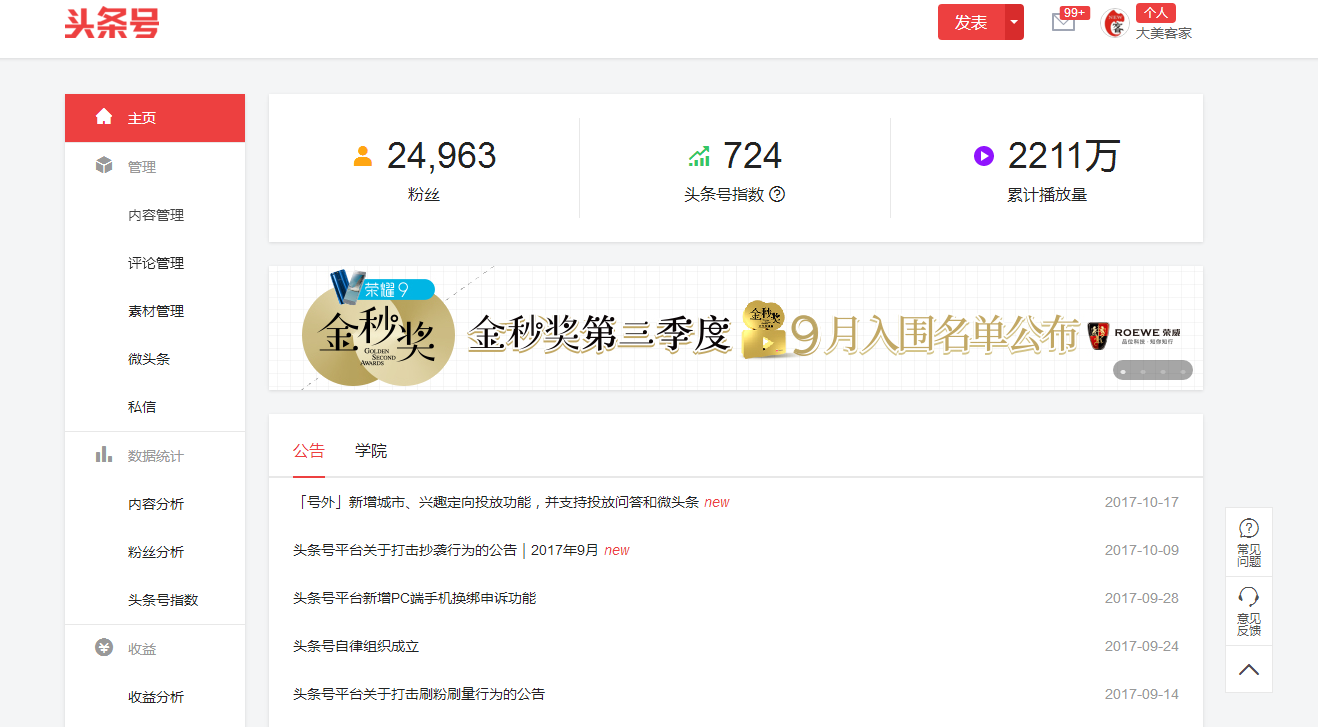 头条号
发表
99+
个人
大美客家
主页
管理
内容管理
评论管理
素材管理
微头条
私信
数据统计
内容分析
粉丝分析
头条号指数
收益
收益分析
24,963
粉丝
724
头条号指数
2211万
累计播放量
荣耀9
金秒奖
GOLDEN
SECOND
AWARDS
金秒奖第三季度
金秒奖
9月入围名单公布
ROEWE 荣威
品位科技·知你知行
公告
学院
「号外」新增城市、兴趣定向投放功能，并支持投放问答和微头条 new
2017-10-17
头条号平台关于打击抄袭行为的公告｜2017年9月 new
2017-10-09
头条号平台新增PC端手机换绑申诉功能
2017-09-28
头条号自律组织成立
2017-09-24
头条号平台关于打击刷粉刷量行为的公告
2017-09-14
常见
问题
意见
反馈